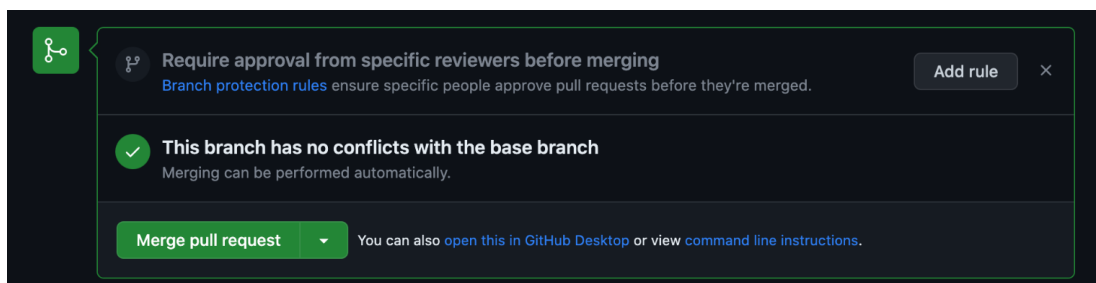 Require approval from specific reviewers before merging
Branch protection rules ensure specific people approve pull requests before they're merged.
Add rule
This branch has no conflicts with the base branch
Merging can be performed automatically.
Merge pull request
You can also open this in GitHub Desktop or view command line instructions.